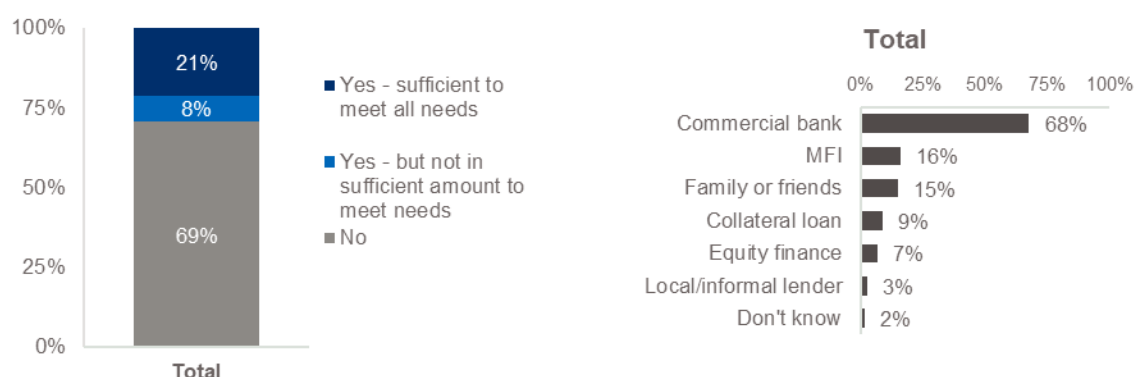 100%
75%
50%
25%
0%
21%
8%
69%
Total
Yes - sufficient to
meet all needs
Yes - but not in
sufficient amount to
meet needs
No
Total
0% 25% 50% 75% 100%
Commercial bank 68%
MFI 16%
Family or friends 15%
Collateral loan 9%
Equity finance 7%
Local/informal lender 3%
Don't know 2%